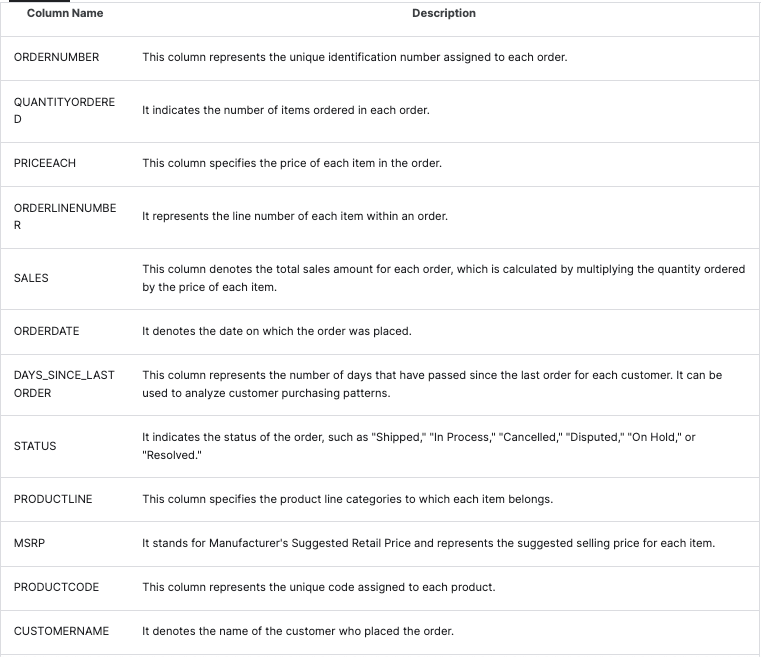 Column Name Description
ORDERNUMBER This column represents the unique identification number assigned to each order.
QUANTITYORDERE
D
It indicates the number of items ordered in each order.
PRICEEACH This column specifies the price of each item in the order.
ORDERLINENUMBE
R
It represents the line number of each item within an order.
SALES
This column denotes the total sales amount for each order, which is calculated by multiplying the quantity ordered
by the price of each item.
ORDERDATE It denotes the date on which the order was placed.
DAYS_SINCE_LAST
ORDER
This column represents the number of days that have passed since the last order for each customer. It can be
used to analyze customer purchasing patterns.
STATUS
It indicates the status of the order, such as "Shipped," "In Process," "Cancelled," "Disputed," "On Hold," or
"Resolved."
PRODUCTLINE This column specifies the product line categories to which each item belongs.
MSRP It stands for Manufacturer's Suggested Retail Price and represents the suggested selling price for each item.
PRODUCTCODE This column represents the unique code assigned to each product.
CUSTOMERNAME It denotes the name of the customer who placed the order.